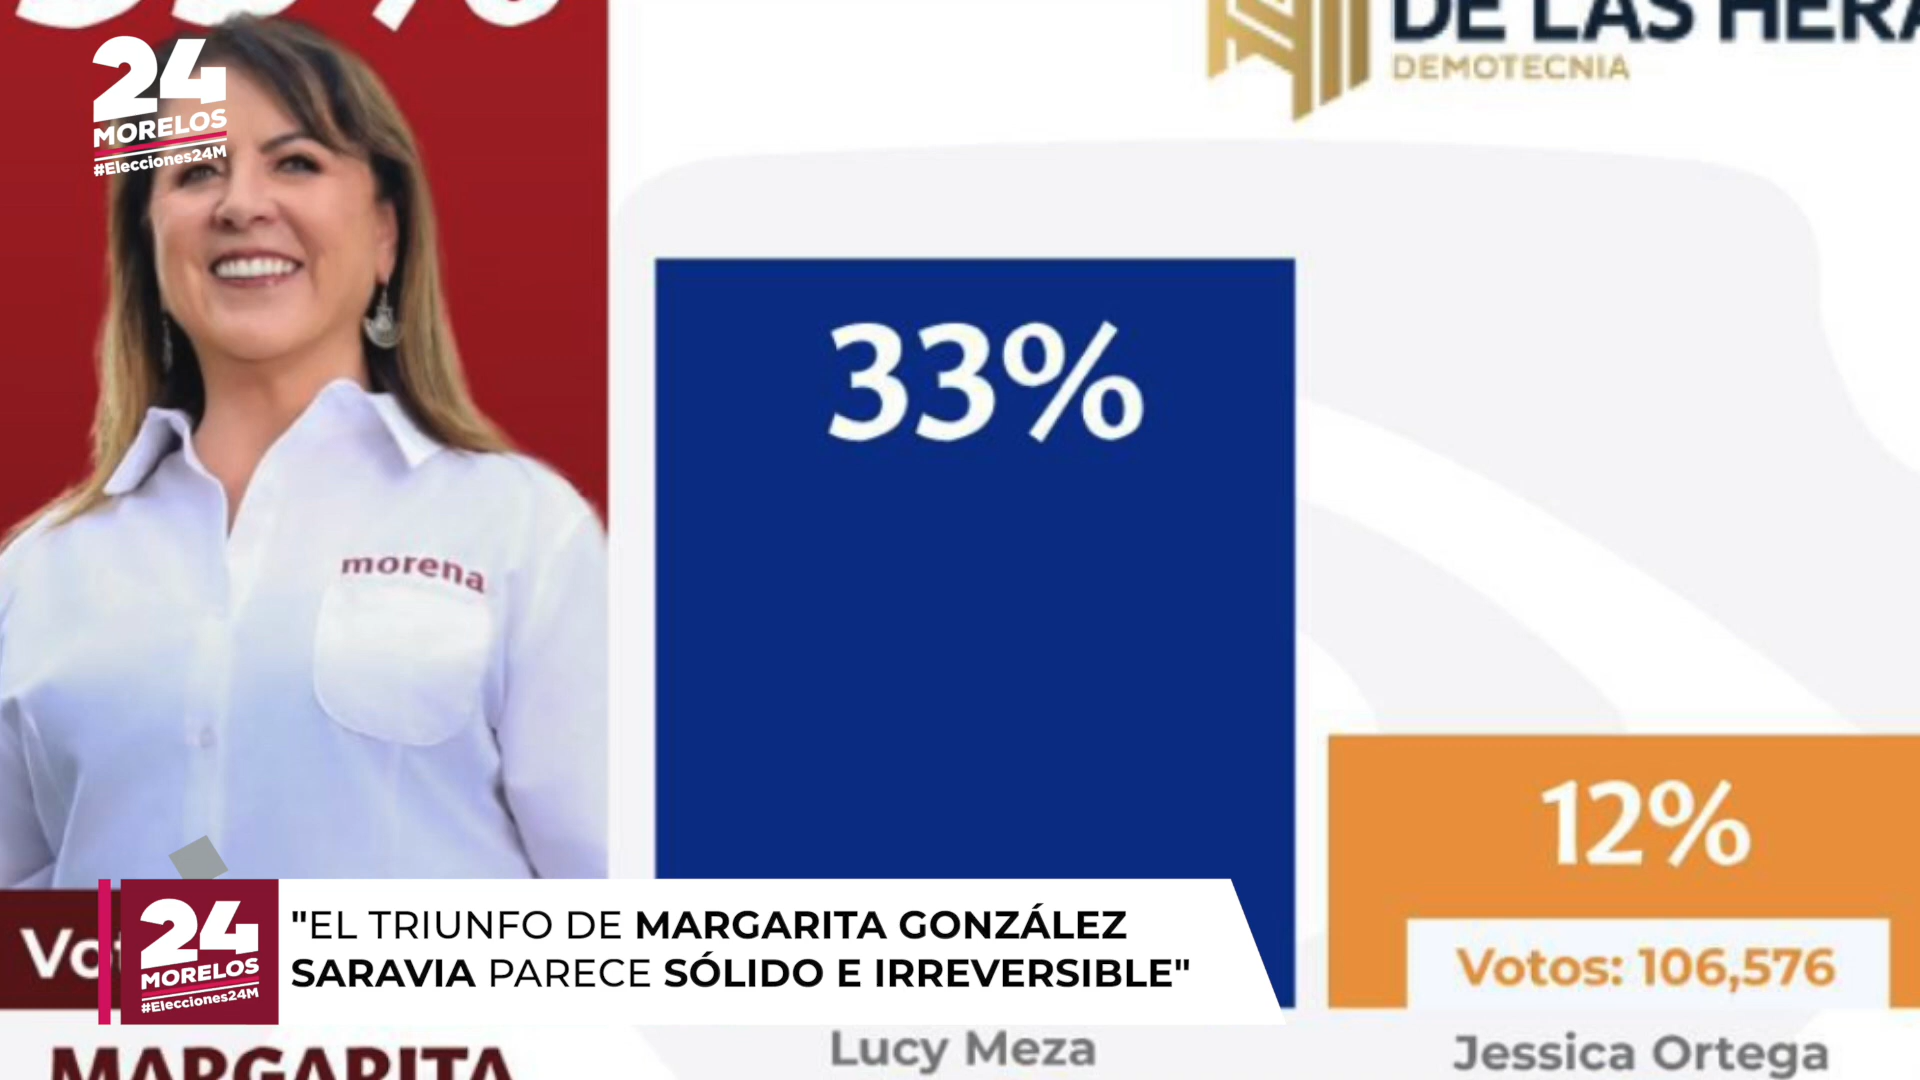 DE LAS HERA
DEMOTECNIA
24
MORELOS
#Elecciones24M
33%
morena
12%
Votos: 106,576
24
MORELOS
#Elecciones24M
"EL TRIUNFO DE MARGARITA GONZÁLEZ
SARAVIA PARECE SÓLIDO E IRREVERSIBLE"
Lucy Meza
Jessica Ortega
MARGARITA